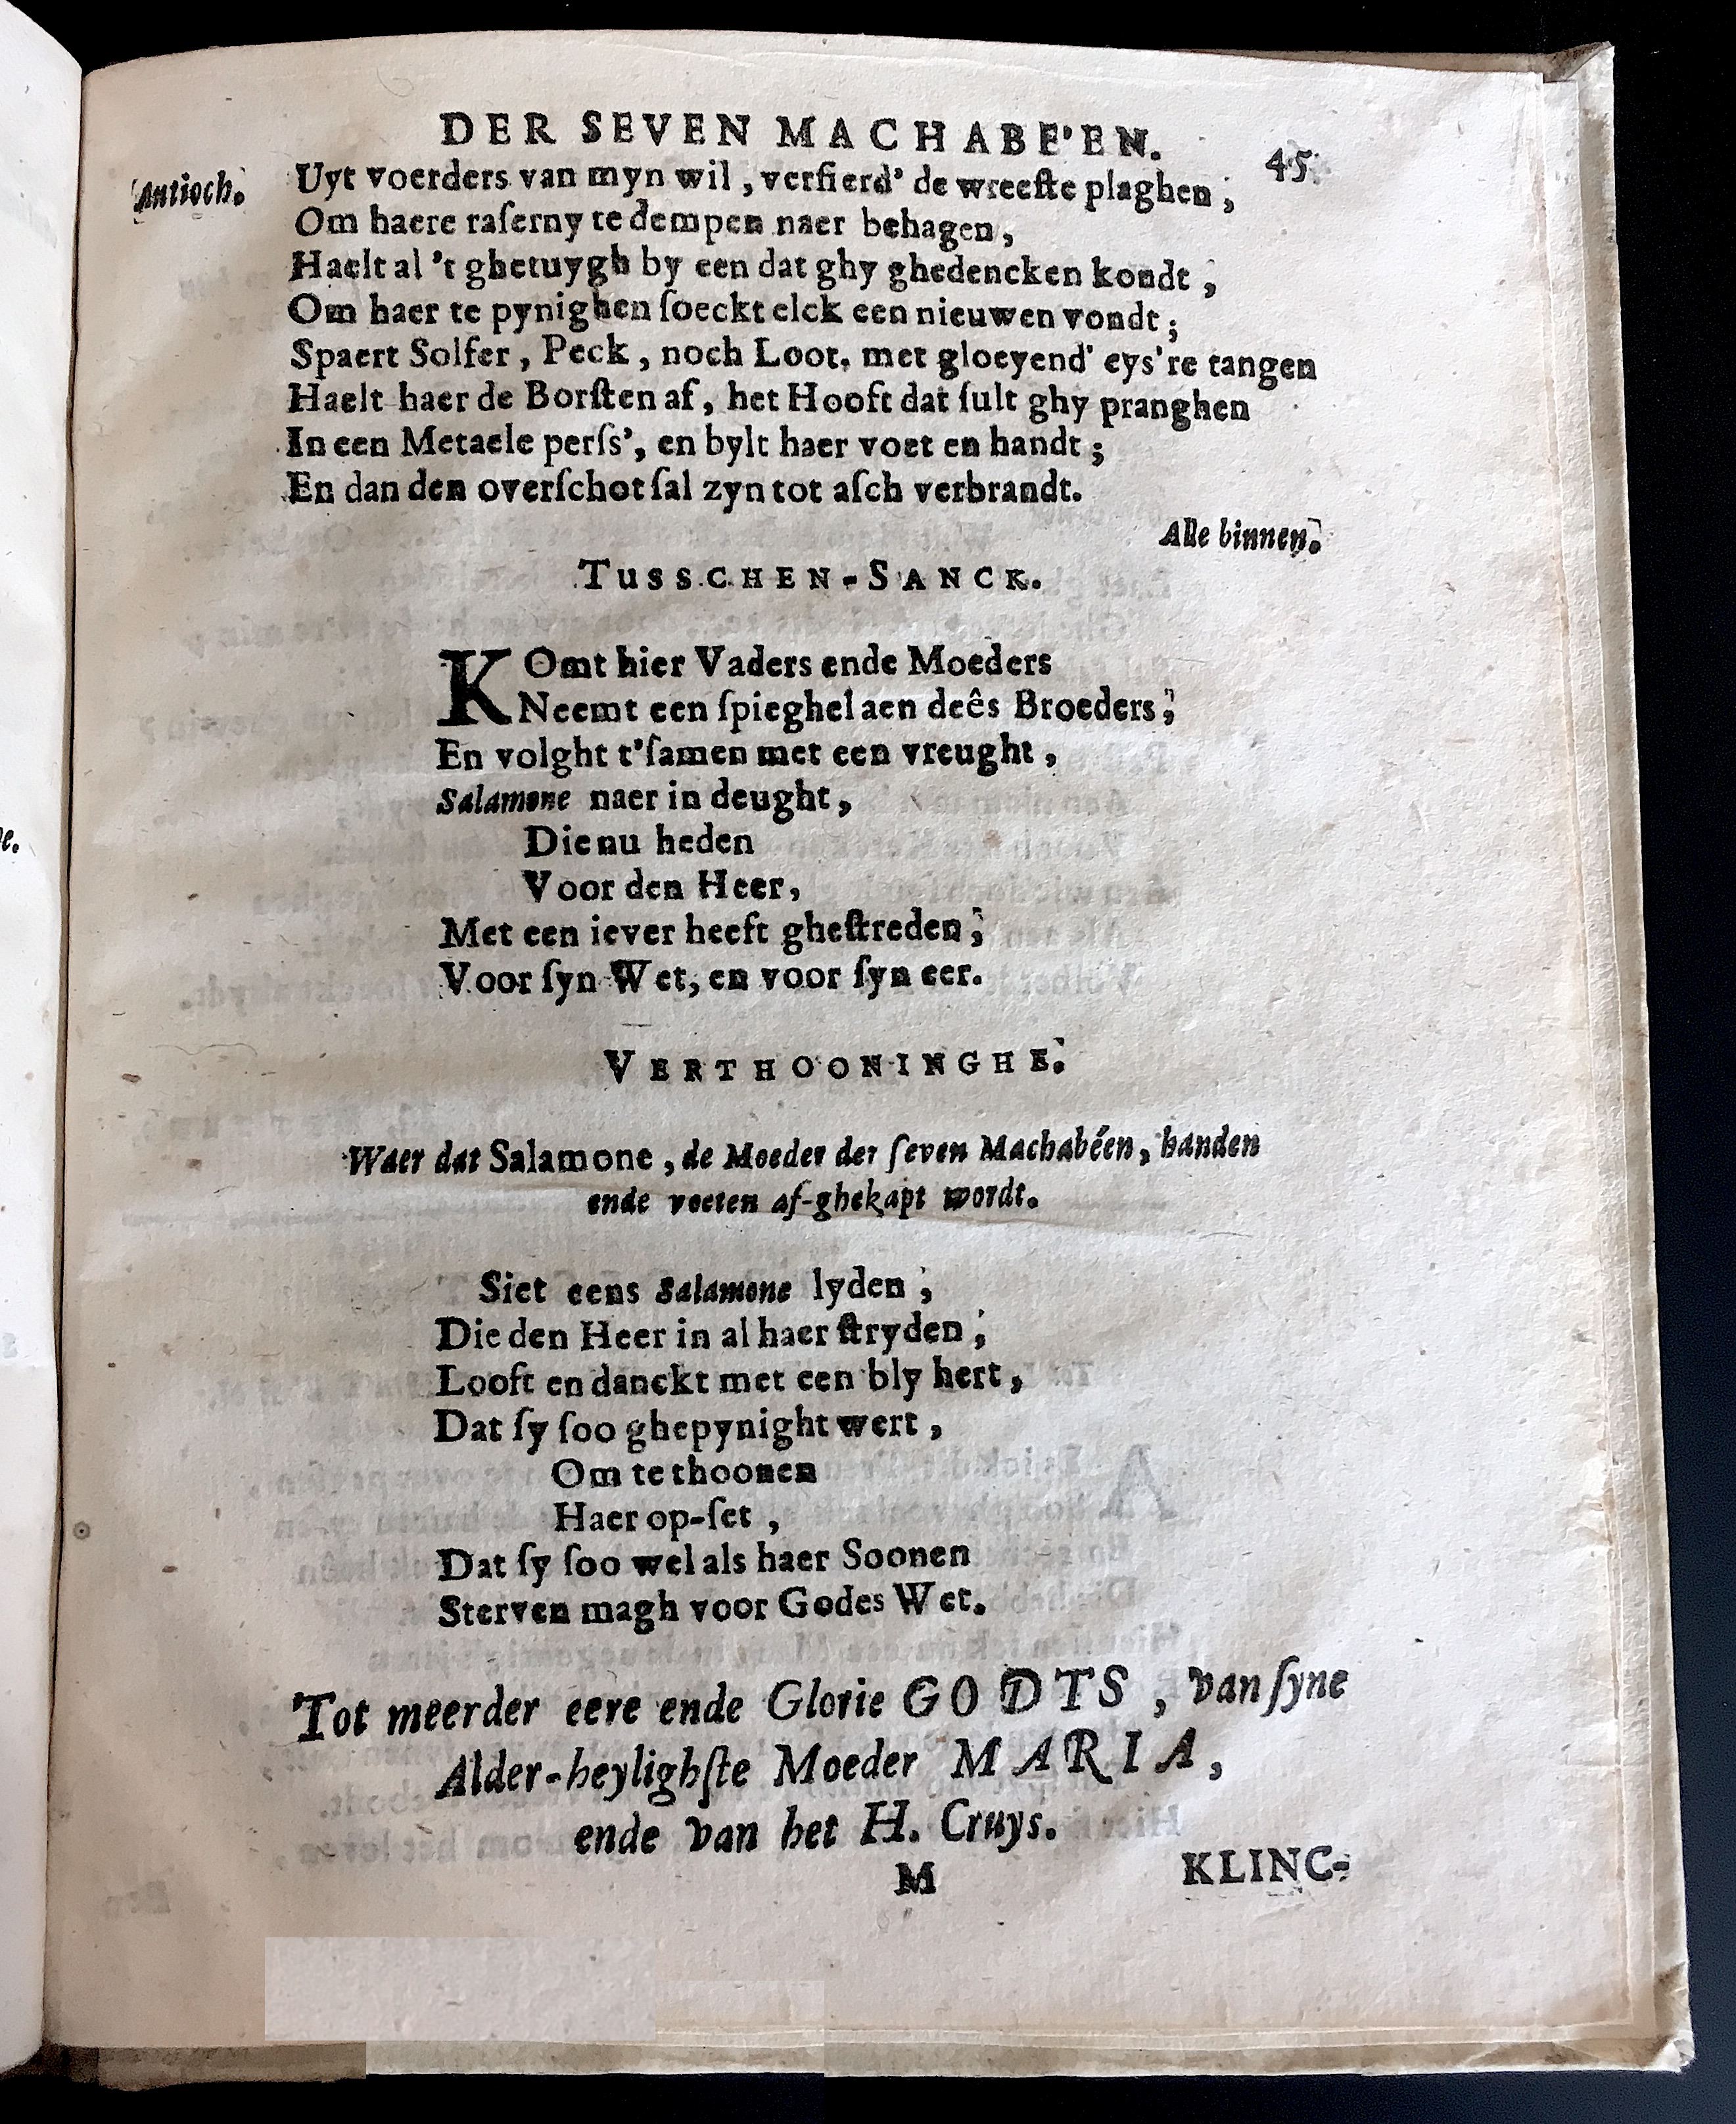 DER SEVEN MACHABE'EN. 45
Antioch. Uyt voerders van myn wil, verfierd' de wreeſte plaghen,
Om haere raſerny te dempen naer behagen,
Haelt al 't ghetuygh by een dat ghy ghedencken kondt,
Om haer te pynighen ſoeckt elck een nieuwen vondt;
Spaert Solfer, Peck, noch Loot, met gloeyend' eys're tangen
Haelt haer de Borſten af, het Hooft dat ſult ghy pranghen
In een Metaele perſs', en bylt haer voet en handt;
En dan den overſchot ſal zyn tot aſch verbrandt.
Alle binnen.
TUSSCHEN-SANCK.
KOmt hier Vaders ende Moeders
Neemt een ſpieghel aen deês Broeders,
En volght t'ſamen met een vreught,
Salamone naer in deught,
Die nu heden
Voor den Heer,
Met een iever heeft gheſtreden,
Voor ſyn Wet, en voor ſyn eer.
VERTHOONINGHE.
Waer dat Salamone, de Moeder der ſeven Machabéen, handen
ende voeten af-ghekapt wordt.
Siet eens Salamone lyden,
Die den Heer in al haer ſtryden,
Looft en danckt met een bly hert,
Dat ſy ſoo ghepynight wert,
Om te thoonen
Haer op-ſet,
Dat ſy ſoo wel als haer Soonen
Sterven magh voor Godes Wet.
Tot meerder eere ende Glorie GODTS, van ſyne
Alder-heylighſte Moeder MARIA,
ende van het H. Cruys.
M KLINC-